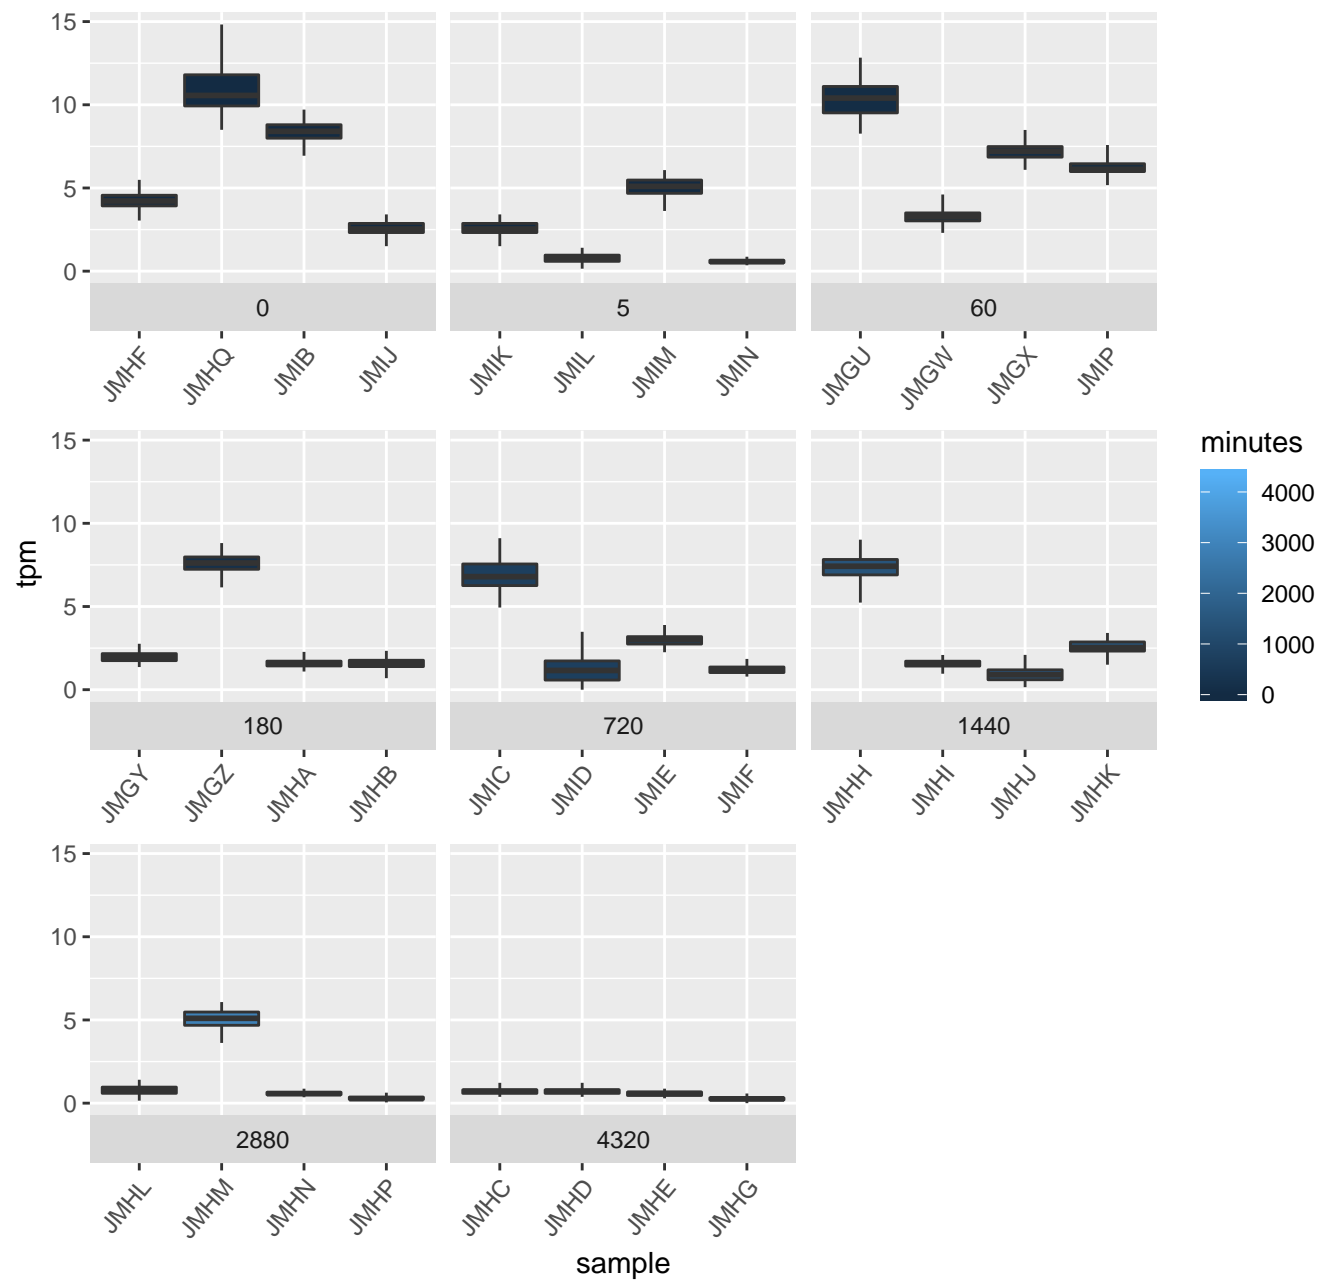 15
10
5
0
0
5
60
JMHF JMHQ JMIB JMIJ
JMIK JMIL JMIM JMIN
JMGU JMGW JMGX JMIP
15
10
5
0
180
720
1440
JMGY JMGZ JMHA JMHB
JMIC JMID JMIE JMIF
JMHH JMHI JMHJ JMHK
15
10
5
0
2880
4320
JMHL JMHM JMHN JMHP
JMHC JMHD JMHE JMHG
tpm
sample
minutes
4000
3000
2000
1000
0